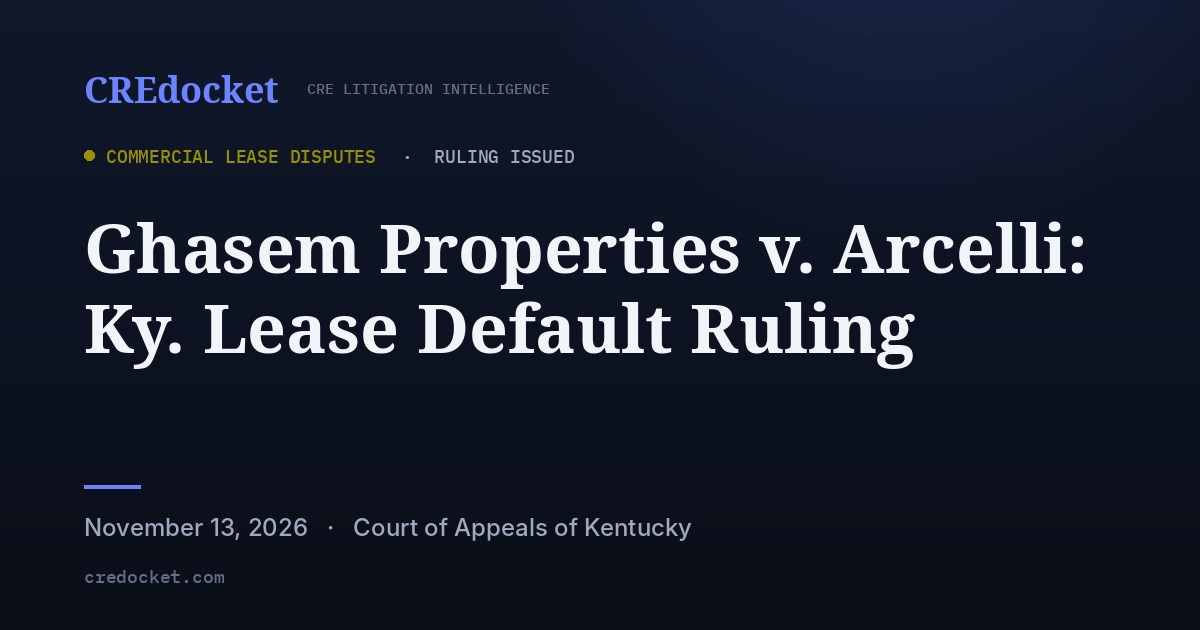 CREdocket CRE LITIGATION INTELLIGENCE
COMMERCIAL LEASE DISPUTES · RULING ISSUED
Ghasem Properties v. Arcelli:
Ky. Lease Default Ruling
November 13, 2026 · Court of Appeals of Kentucky
credocket.com